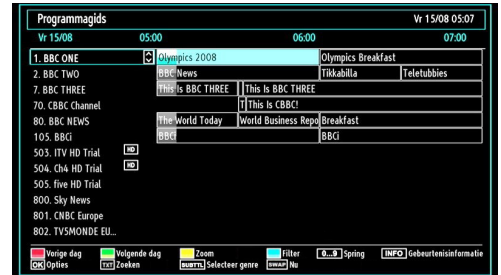 Programmagids Vr 15/08 05:07
Vr 15/08 05:00 06:00 07:00
1. BBC ONE Olympics 2008 Olympics Breakfast
2. BBC TWO BBC News Tikkabilla Teletubbies
7. BBC THREE This Is BBC THREE This Is BBC THREE
70. CBBC Channel T This Is CBBC!
80. BBC NEWS The World Today World Business Repo Breakfast
105. BBCi BBCi BBCi
503. ITV HD Trial HD
504. Ch4 HD Trial HD
505. five HD Trial
800. Sky News
801. CNBC Europe
802. TV5MONDE EU...
Vorige dag Volgende dag Zoom Filter 0...9 Spring INFO Gebeurtenisinformatie
OK Opties TXT Zoeken SUBTTL Selecteer genre SWAP Nu